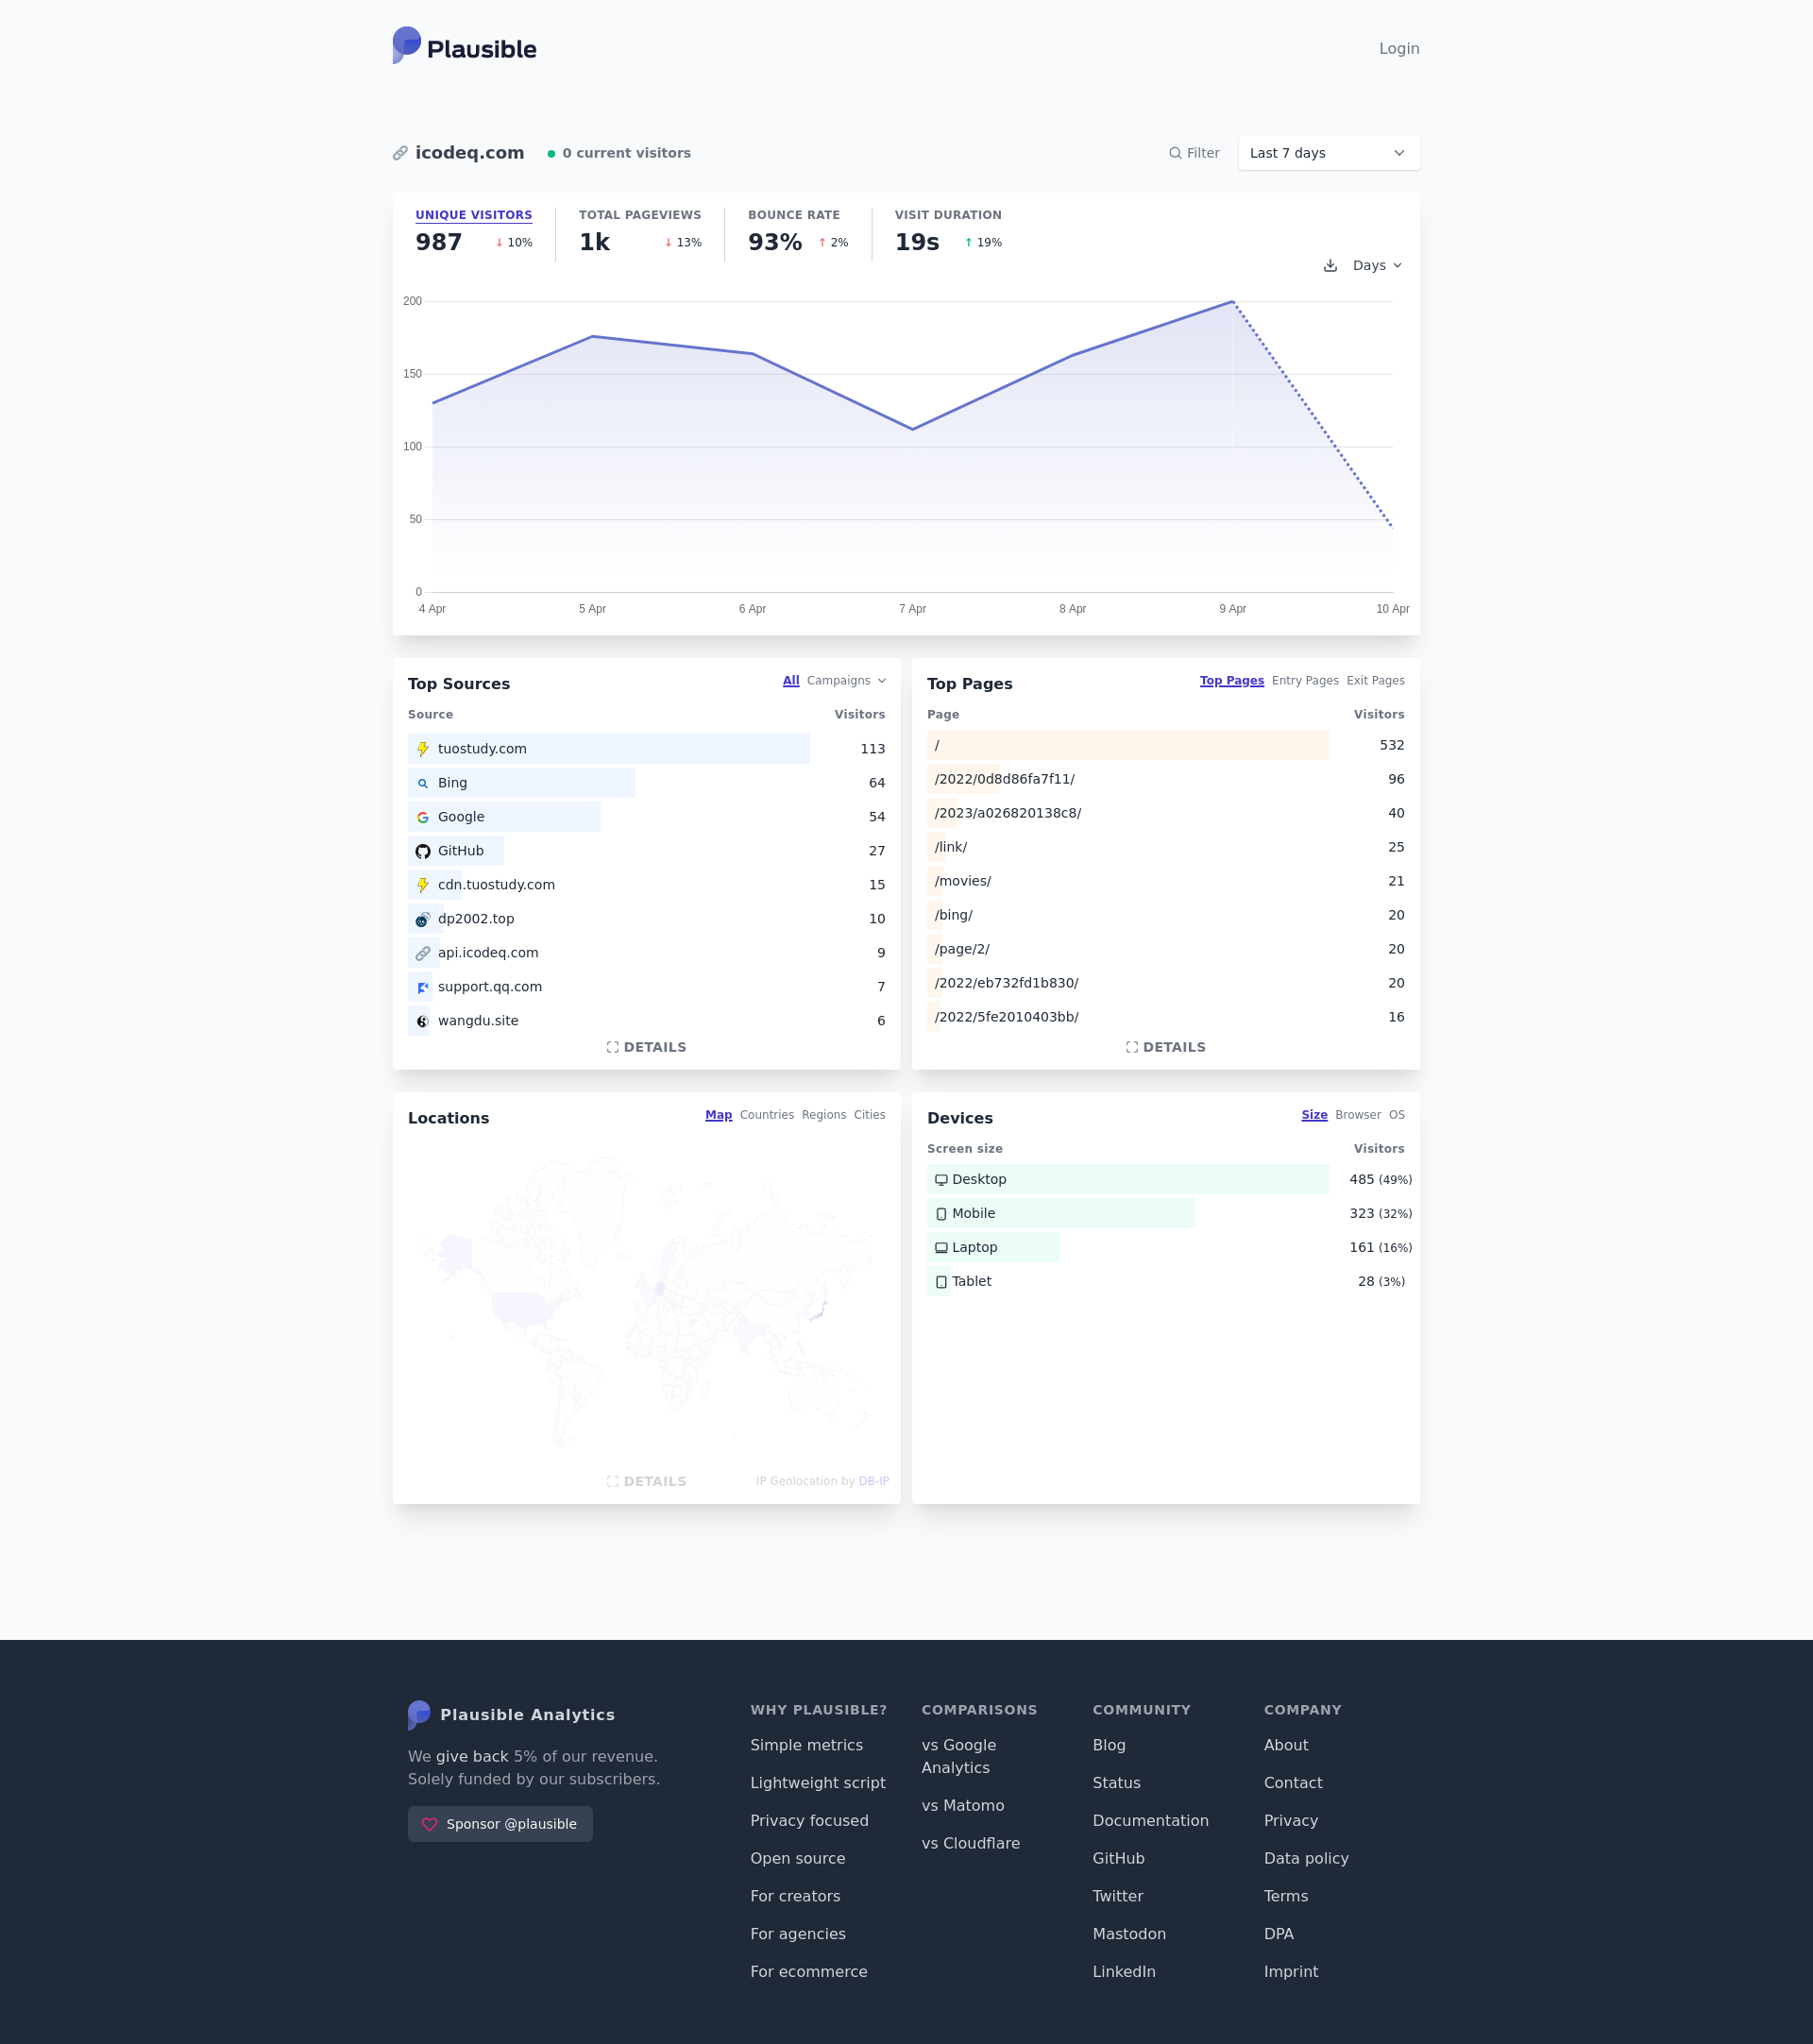 Plausible
Login
icodeq.com
0 current visitors
Filter
Last 7 days
UNIQUE VISITORS
987
↓ 10%
TOTAL PAGEVIEWS
1k
↓ 13%
BOUNCE RATE
93%
↑ 2%
VISIT DURATION
19s
↑ 19%
Days
200
150
100
50
0
4 Apr
5 Apr
6 Apr
7 Apr
8 Apr
9 Apr
10 Apr
Top Sources
All Campaigns
Source Visitors
tuostudy.com 113
Bing 64
Google 54
GitHub 27
cdn.tuostudy.com 15
dp2002.top 10
api.icodeq.com 9
support.qq.com 7
wangdu.site 6
DETAILS
Top Pages
Top Pages Entry Pages Exit Pages
Page Visitors
/ 532
/2022/0d8d86fa7f11/ 96
/2023/a026820138c8/ 40
/link/ 25
/movies/ 21
/bing/ 20
/page/2/ 20
/2022/eb732fd1b830/ 20
/2022/5fe2010403bb/ 16
DETAILS
Locations
Map Countries Regions Cities
DETAILS
IP Geolocation by DB-IP
Devices
Size Browser OS
Screen size Visitors
Desktop 485 (49%)
Mobile 323 (32%)
Laptop 161 (16%)
Tablet 28 (3%)
Plausible Analytics
We give back 5% of our revenue.
Solely funded by our subscribers.
Sponsor @plausible
WHY PLAUSIBLE?
Simple metrics
Lightweight script
Privacy focused
Open source
For creators
For agencies
For ecommerce
COMPARISONS
vs Google
Analytics
vs Matomo
vs Cloudflare
COMMUNITY
Blog
Status
Documentation
GitHub
Twitter
Mastodon
LinkedIn
COMPANY
About
Contact
Privacy
Data policy
Terms
DPA
Imprint